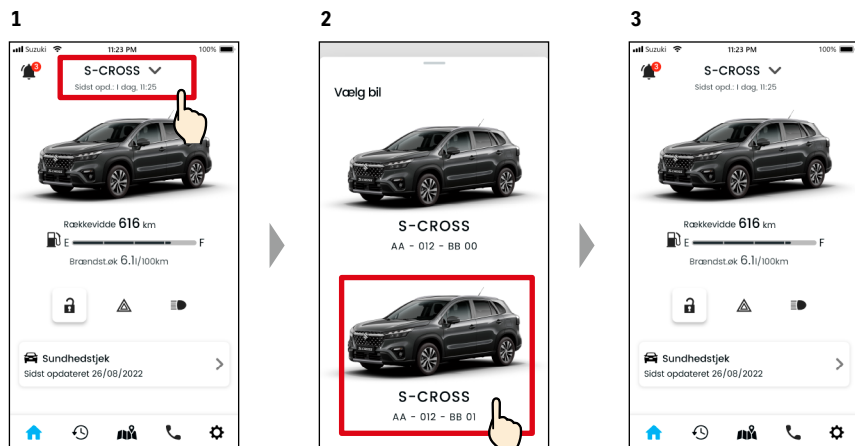 1
Suzuki 11:23 PM 100%
3
S-CROSS
Sidst opd.: I dag, 11:25
Rækkevidde 616 km
E F
Brændst.øk 6.1l/100km
Sundhedstjek
Sidst opdateret 26/08/2022
2
Vælg bil
S-CROSS
AA - 012 - BB 00
S-CROSS
AA - 012 - BB 01
3
Suzuki 11:23 PM 100%
3
S-CROSS
Sidst opd.: I dag, 11:25
Rækkevidde 616 km
E F
Brændst.øk 6.1l/100km
Sundhedstjek
Sidst opdateret 26/08/2022